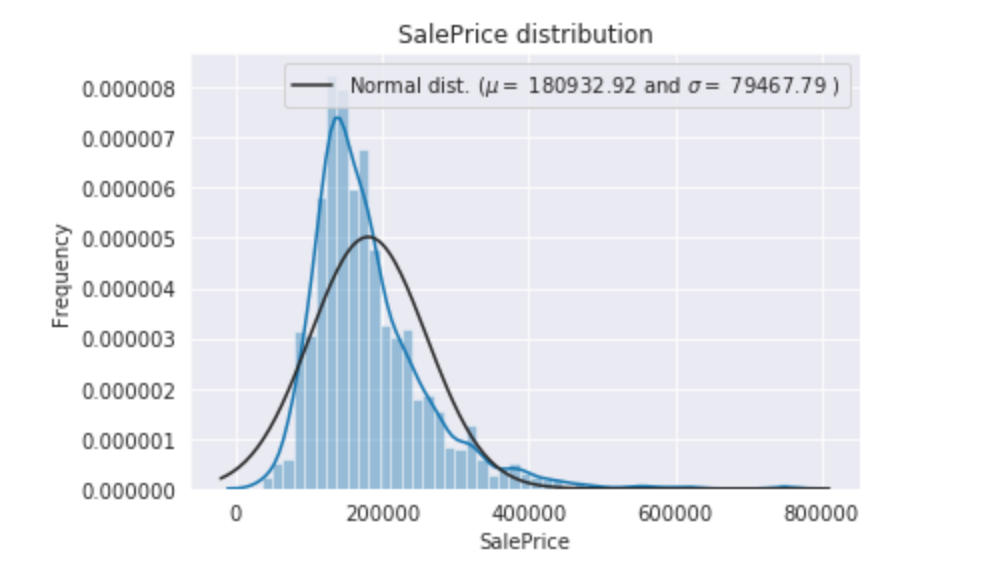 SalePrice distribution
Normal dist. (μ= 180932.92 and σ= 79467.79 )
0.000008
0.000007
0.000006
0.000005
0.000004
0.000003
0.000002
0.000001
0.000000
Frequency
0 200000 400000 600000 800000
SalePrice